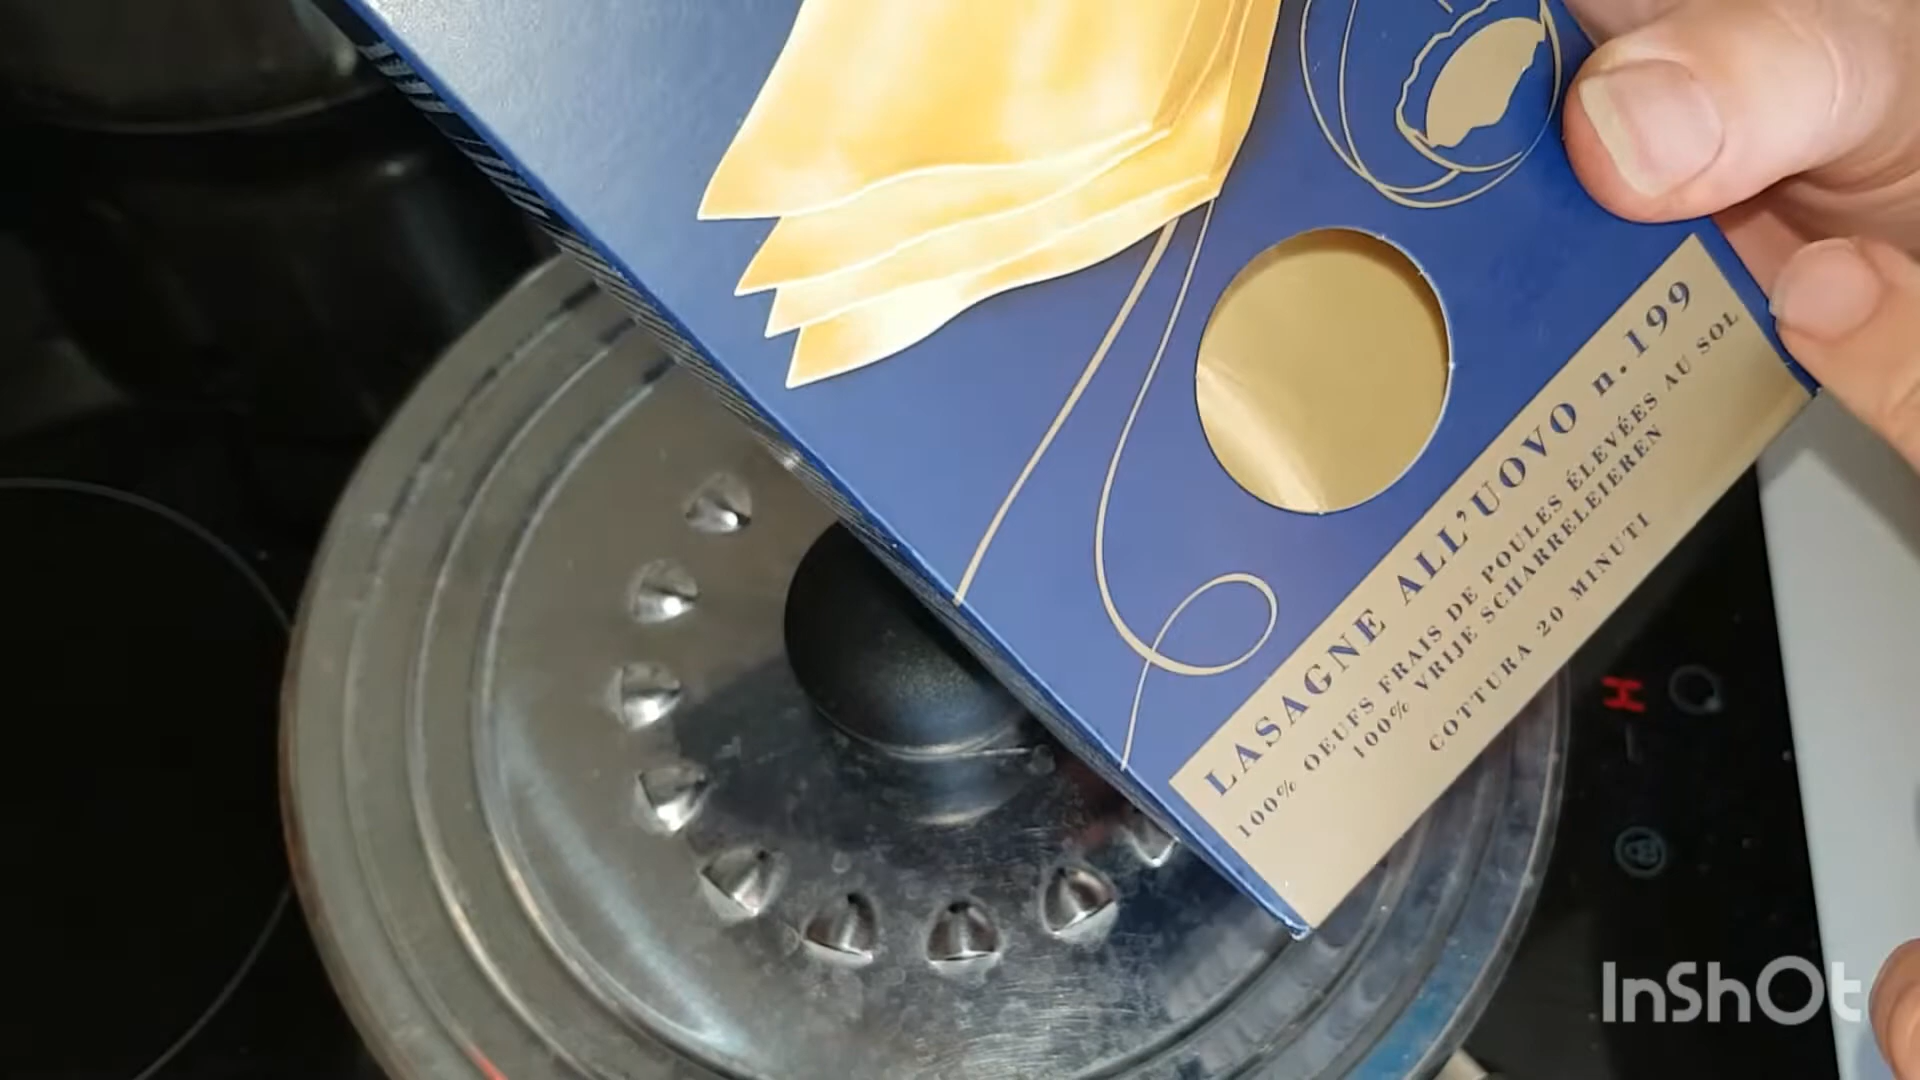 LASAGNE ALL'UOVO n.199
100% OEUFS FRAIS DE POULES ÉLEVÉES AU SOL
100% VRIJE SCHARRELEIEREN
COTTURA 20 MINUTI
H
InShOt